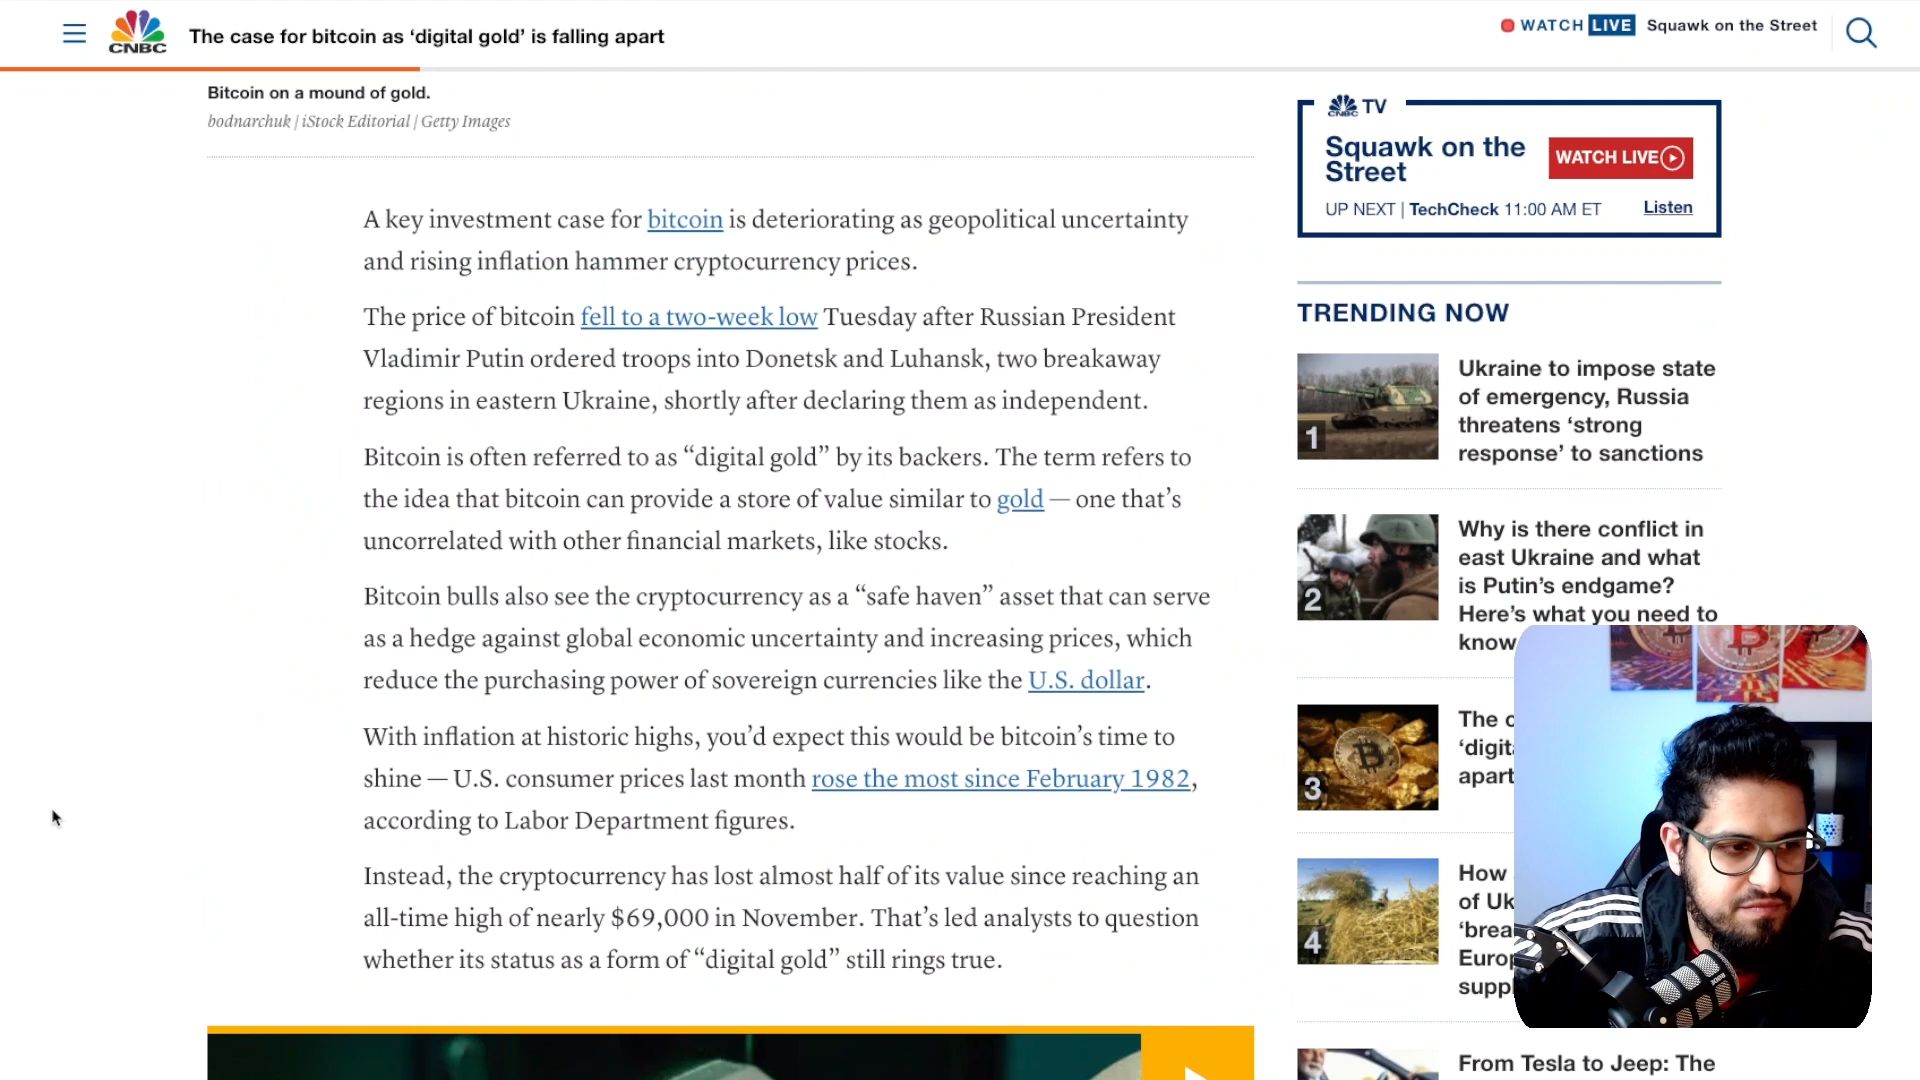 CNBC
The case for bitcoin as ‘digital gold’ is falling apart
WATCH LIVE Squawk on the Street
Bitcoin on a mound of gold.
bodnarchuk | iStock Editorial | Getty Images
A key investment case for bitcoin is deteriorating as geopolitical uncertainty
and rising inflation hammer cryptocurrency prices.
The price of bitcoin fell to a two-week low Tuesday after Russian President
Vladimir Putin ordered troops into Donetsk and Luhansk, two breakaway
regions in eastern Ukraine, shortly after declaring them as independent.
Bitcoin is often referred to as “digital gold” by its backers. The term refers to
the idea that bitcoin can provide a store of value similar to gold — one that’s
uncorrelated with other financial markets, like stocks.
Bitcoin bulls also see the cryptocurrency as a “safe haven” asset that can serve
as a hedge against global economic uncertainty and increasing prices, which
reduce the purchasing power of sovereign currencies like the U.S. dollar.
With inflation at historic highs, you’d expect this would be bitcoin’s time to
shine — U.S. consumer prices last month rose the most since February 1982,
according to Labor Department figures.
Instead, the cryptocurrency has lost almost half of its value since reaching an
all-time high of nearly $69,000 in November. That’s led analysts to question
whether its status as a form of “digital gold” still rings true.
CNBC TV
Squawk on the
Street
WATCH LIVE
UP NEXT | TechCheck 11:00 AM ET
Listen
TRENDING NOW
1
Ukraine to impose state
of emergency, Russia
threatens ‘strong
response’ to sanctions
2
Why is there conflict in
east Ukraine and what
is Putin’s endgame?
Here’s what you need to
know
3
The
apart
4
How
of
From Tesla to Jeep: The